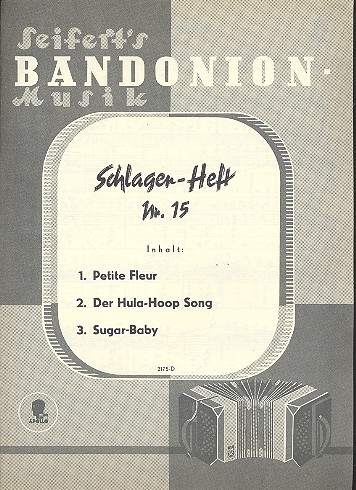 Seifert's
BANDONION-
Musik
Schlager-Heft
Nr. 15
Inhalt:
1. Petite Fleur
2. Der Hula-Hoop Song
3. Sugar-Baby
2175-D
APOLLO